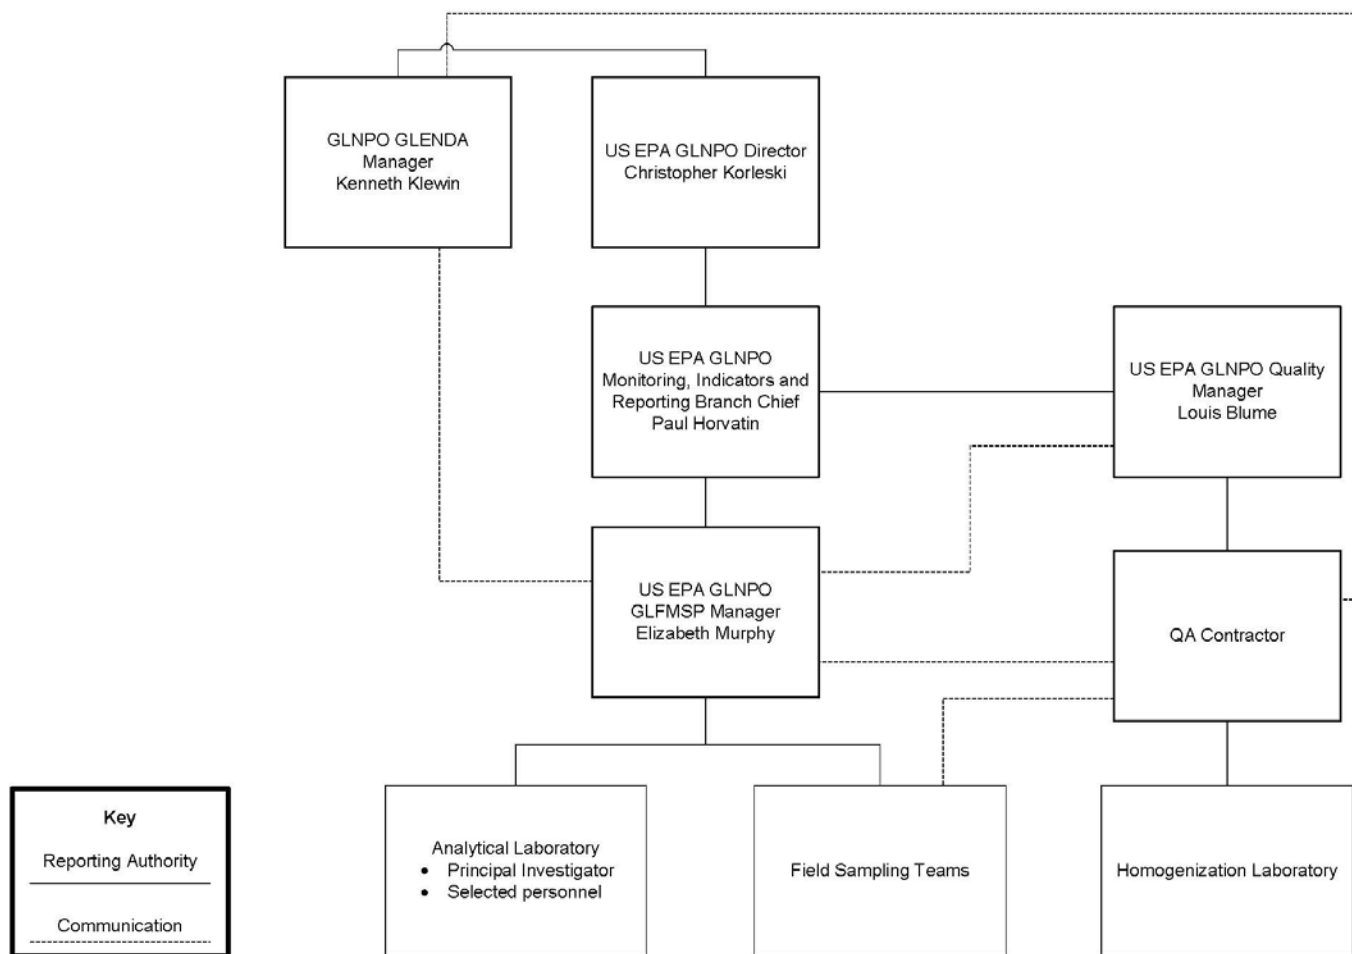 GLNPO GLENDA
Manager
Kenneth Klewin
US EPA GLNPO Director
Christopher Korleski
US EPA GLNPO
Monitoring, Indicators and
Reporting Branch Chief
Paul Horvatin
US EPA GLNPO Quality
Manager
Louis Blume
US EPA GLNPO
GLFMSP Manager
Elizabeth Murphy
QA Contractor
Key
Reporting Authority
Communication
Analytical Laboratory
• Principal Investigator
• Selected personnel
Field Sampling Teams
Homogenization Laboratory